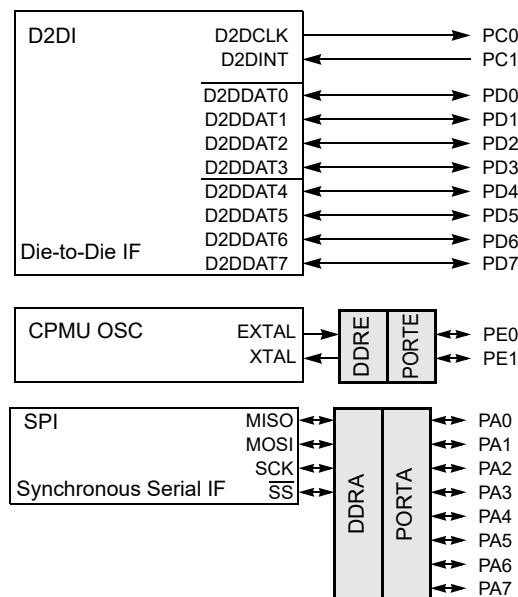 D2DI D2DCLK PC0
D2DINT PC1
D2DDAT0 PD0
D2DDAT1 PD1
D2DDAT2 PD2
D2DDAT3 PD3
D2DDAT4 PD4
D2DDAT5 PD5
D2DDAT6 PD6
Die-to-Die IF D2DDAT7 PD7
CPMU OSC EXTAL DDRE PORTE PE0
XTAL PE1
SPI MISO PA0
MOSI PA1
SCK PA2
Synchronous Serial IF SS DDRA PORTA PA3
PA4
PA5
PA6
PA7